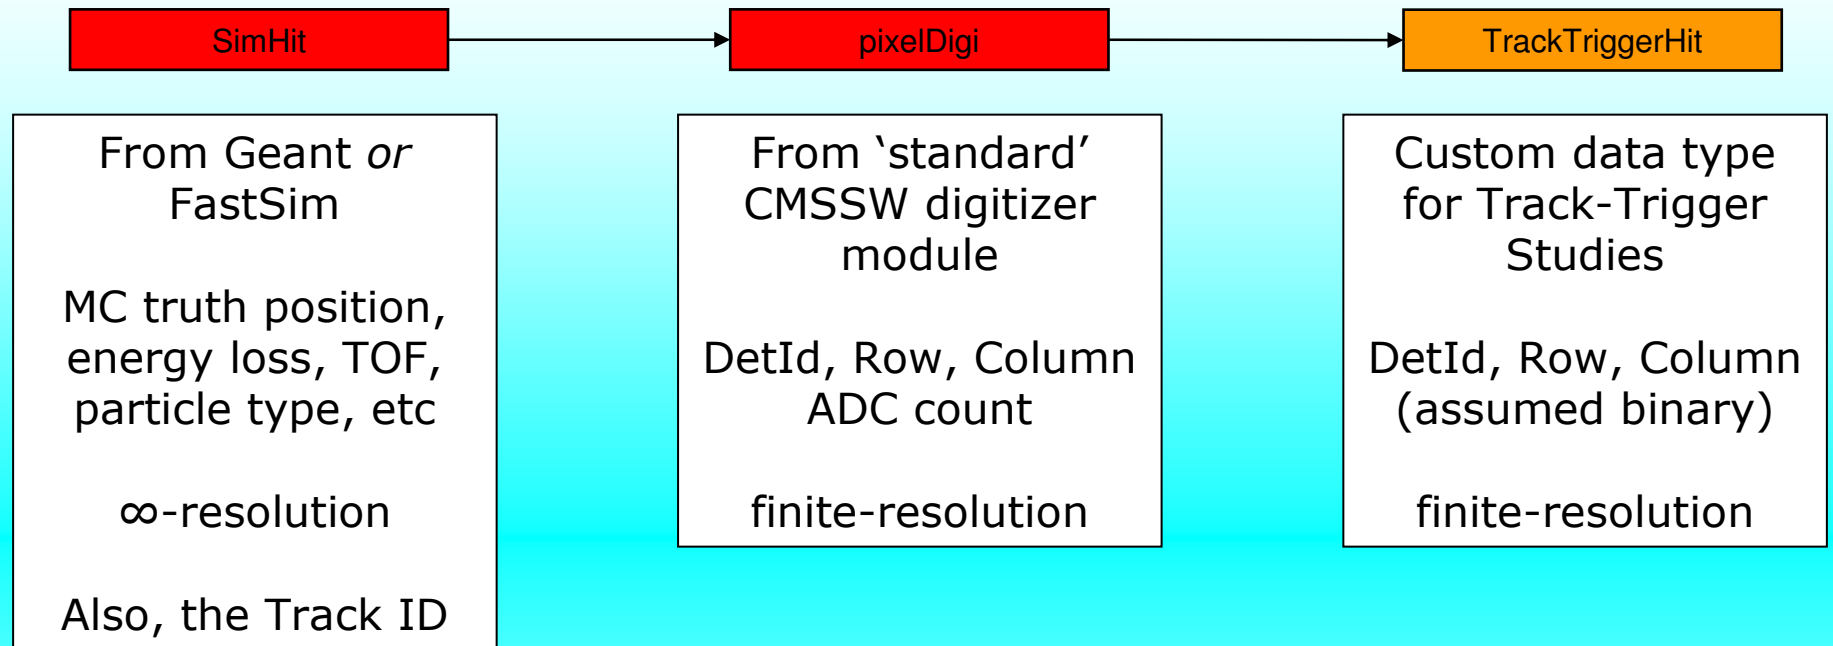 SimHit
pixelDigi
TrackTriggerHit
From Geant or
FastSim
MC truth position,
energy loss, TOF,
particle type, etc
∞-resolution
Also, the Track ID
From ‘standard’
CMSSW digitizer
module
DetId, Row, Column
ADC count
finite-resolution
Custom data type
for Track-Trigger
Studies
DetId, Row, Column
(assumed binary)
finite-resolution